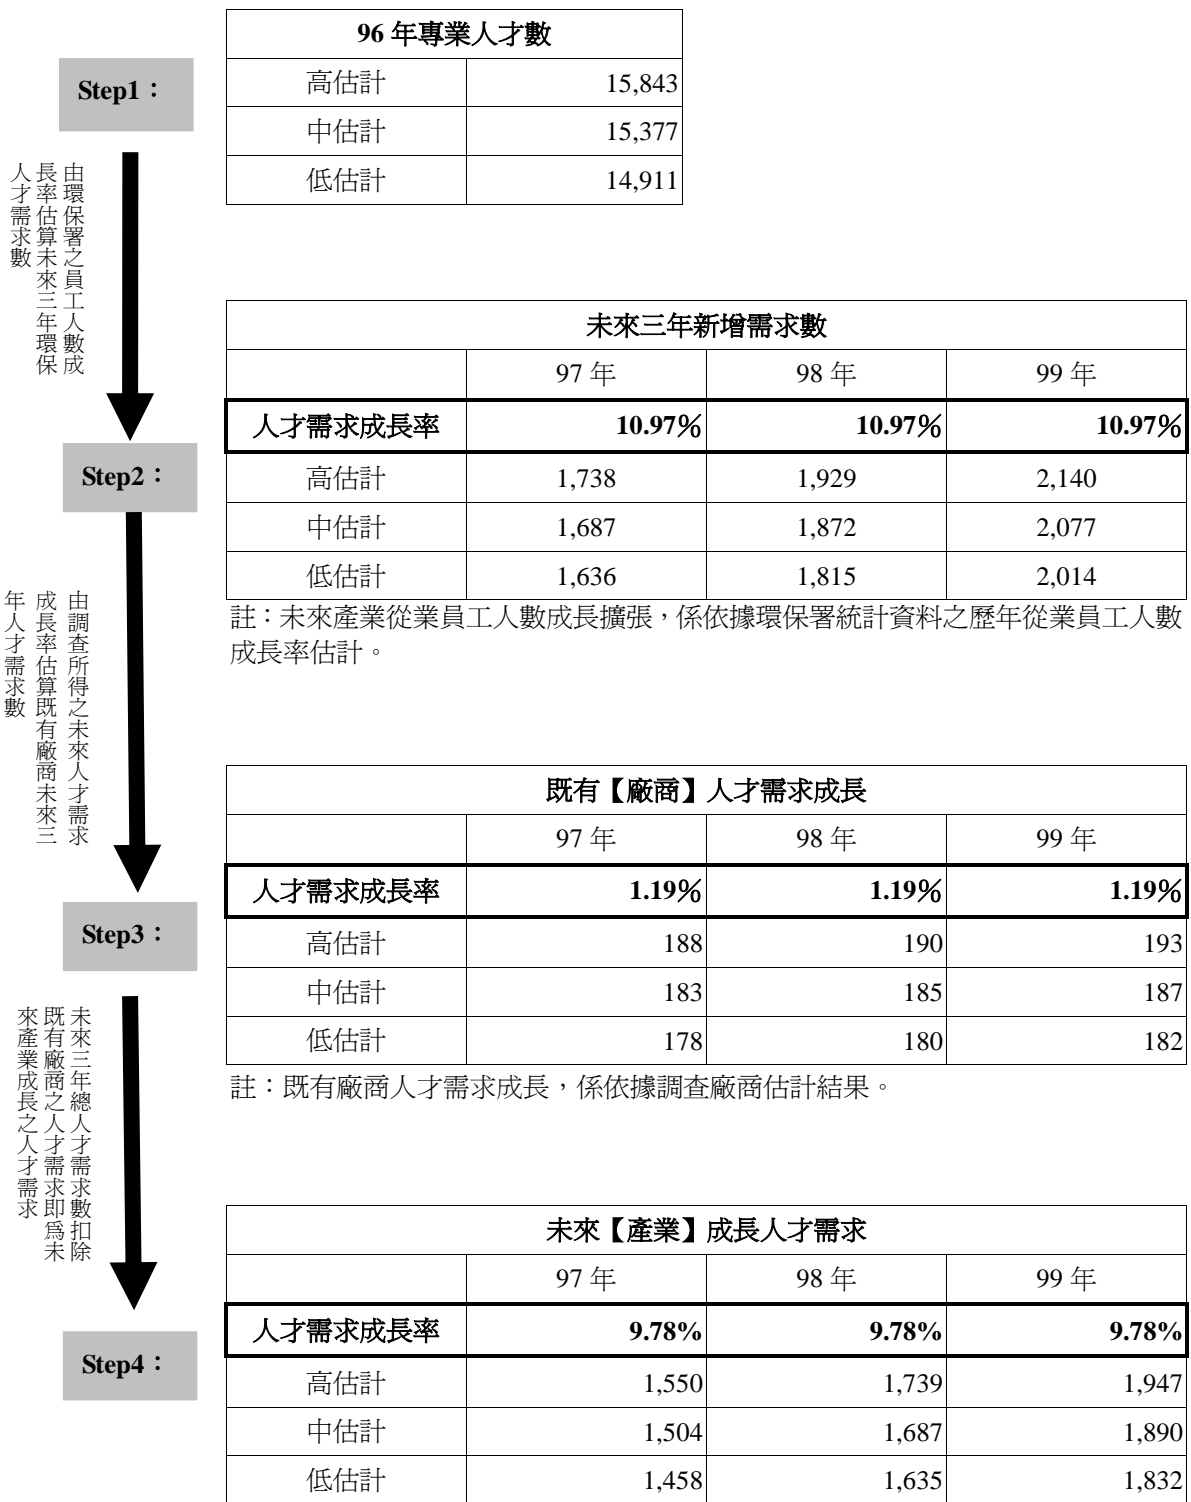 96 年專業人才數
Step1：
高估計 15,843
中估計 15,377
低估計 14,911
由環保署之員工人數成
長率估算未來三年環保
人才需求數
未來三年新增需求數
97 年 98 年 99 年
人才需求成長率 10.97% 10.97% 10.97%
Step2：
高估計 1,738 1,929 2,140
中估計 1,687 1,872 2,077
低估計 1,636 1,815 2,014
註：未來產業從業員工人數成長擴張，係依據環保署統計資料之歷年從業員工人數
成長率估計。
由調查所得之未來人才需求
成長率估算既有廠商未來三
年人才需求數
既有【廠商】人才需求成長
97 年 98 年 99 年
人才需求成長率 1.19% 1.19% 1.19%
Step3：
高估計 188 190 193
中估計 183 185 187
低估計 178 180 182
註：既有廠商人才需求成長，係依據調查廠商估計結果。
未來三年總人才需求數扣除
既有廠商之人才需求即為未
來產業成長之人才需求
未來【產業】成長人才需求
97 年 98 年 99 年
人才需求成長率 9.78% 9.78% 9.78%
Step4：
高估計 1,550 1,739 1,947
中估計 1,504 1,687 1,890
低估計 1,458 1,635 1,832